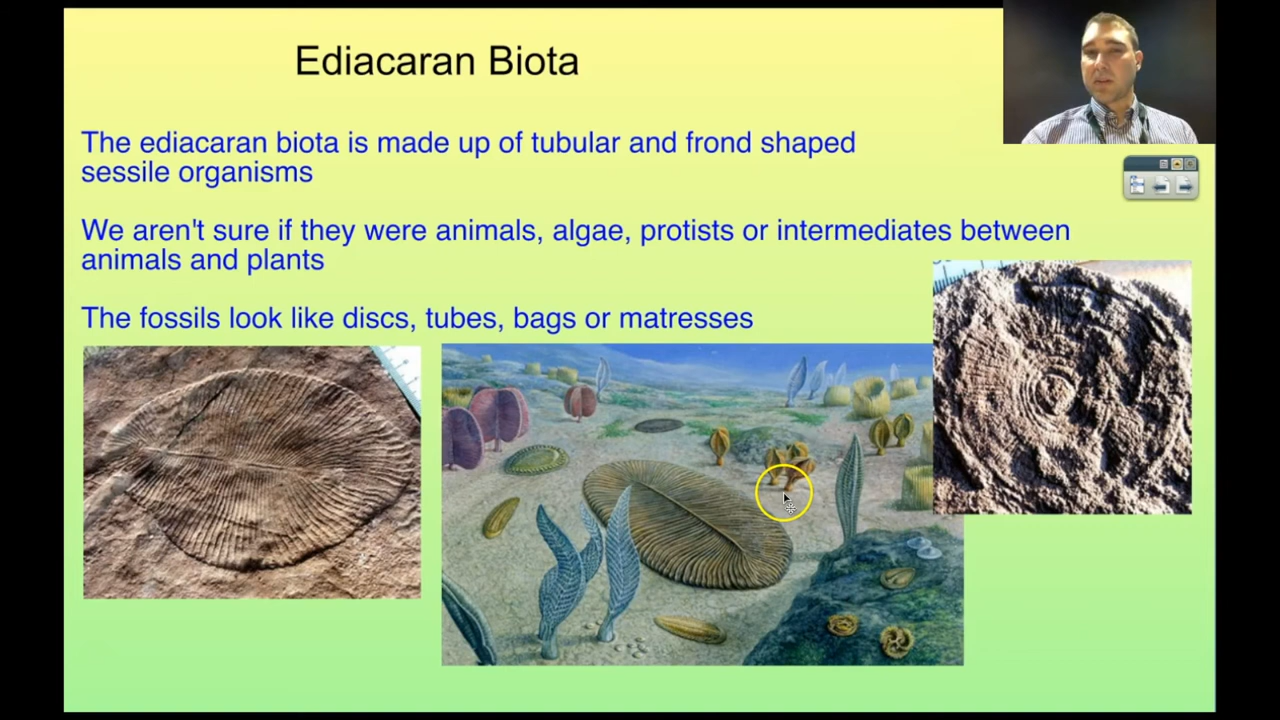 Ediacaran Biota
The ediacaran biota is made up of tubular and frond shaped
sessile organisms
We aren't sure if they were animals, algae, protists or intermediates between
animals and plants
The fossils look like discs, tubes, bags or matresses